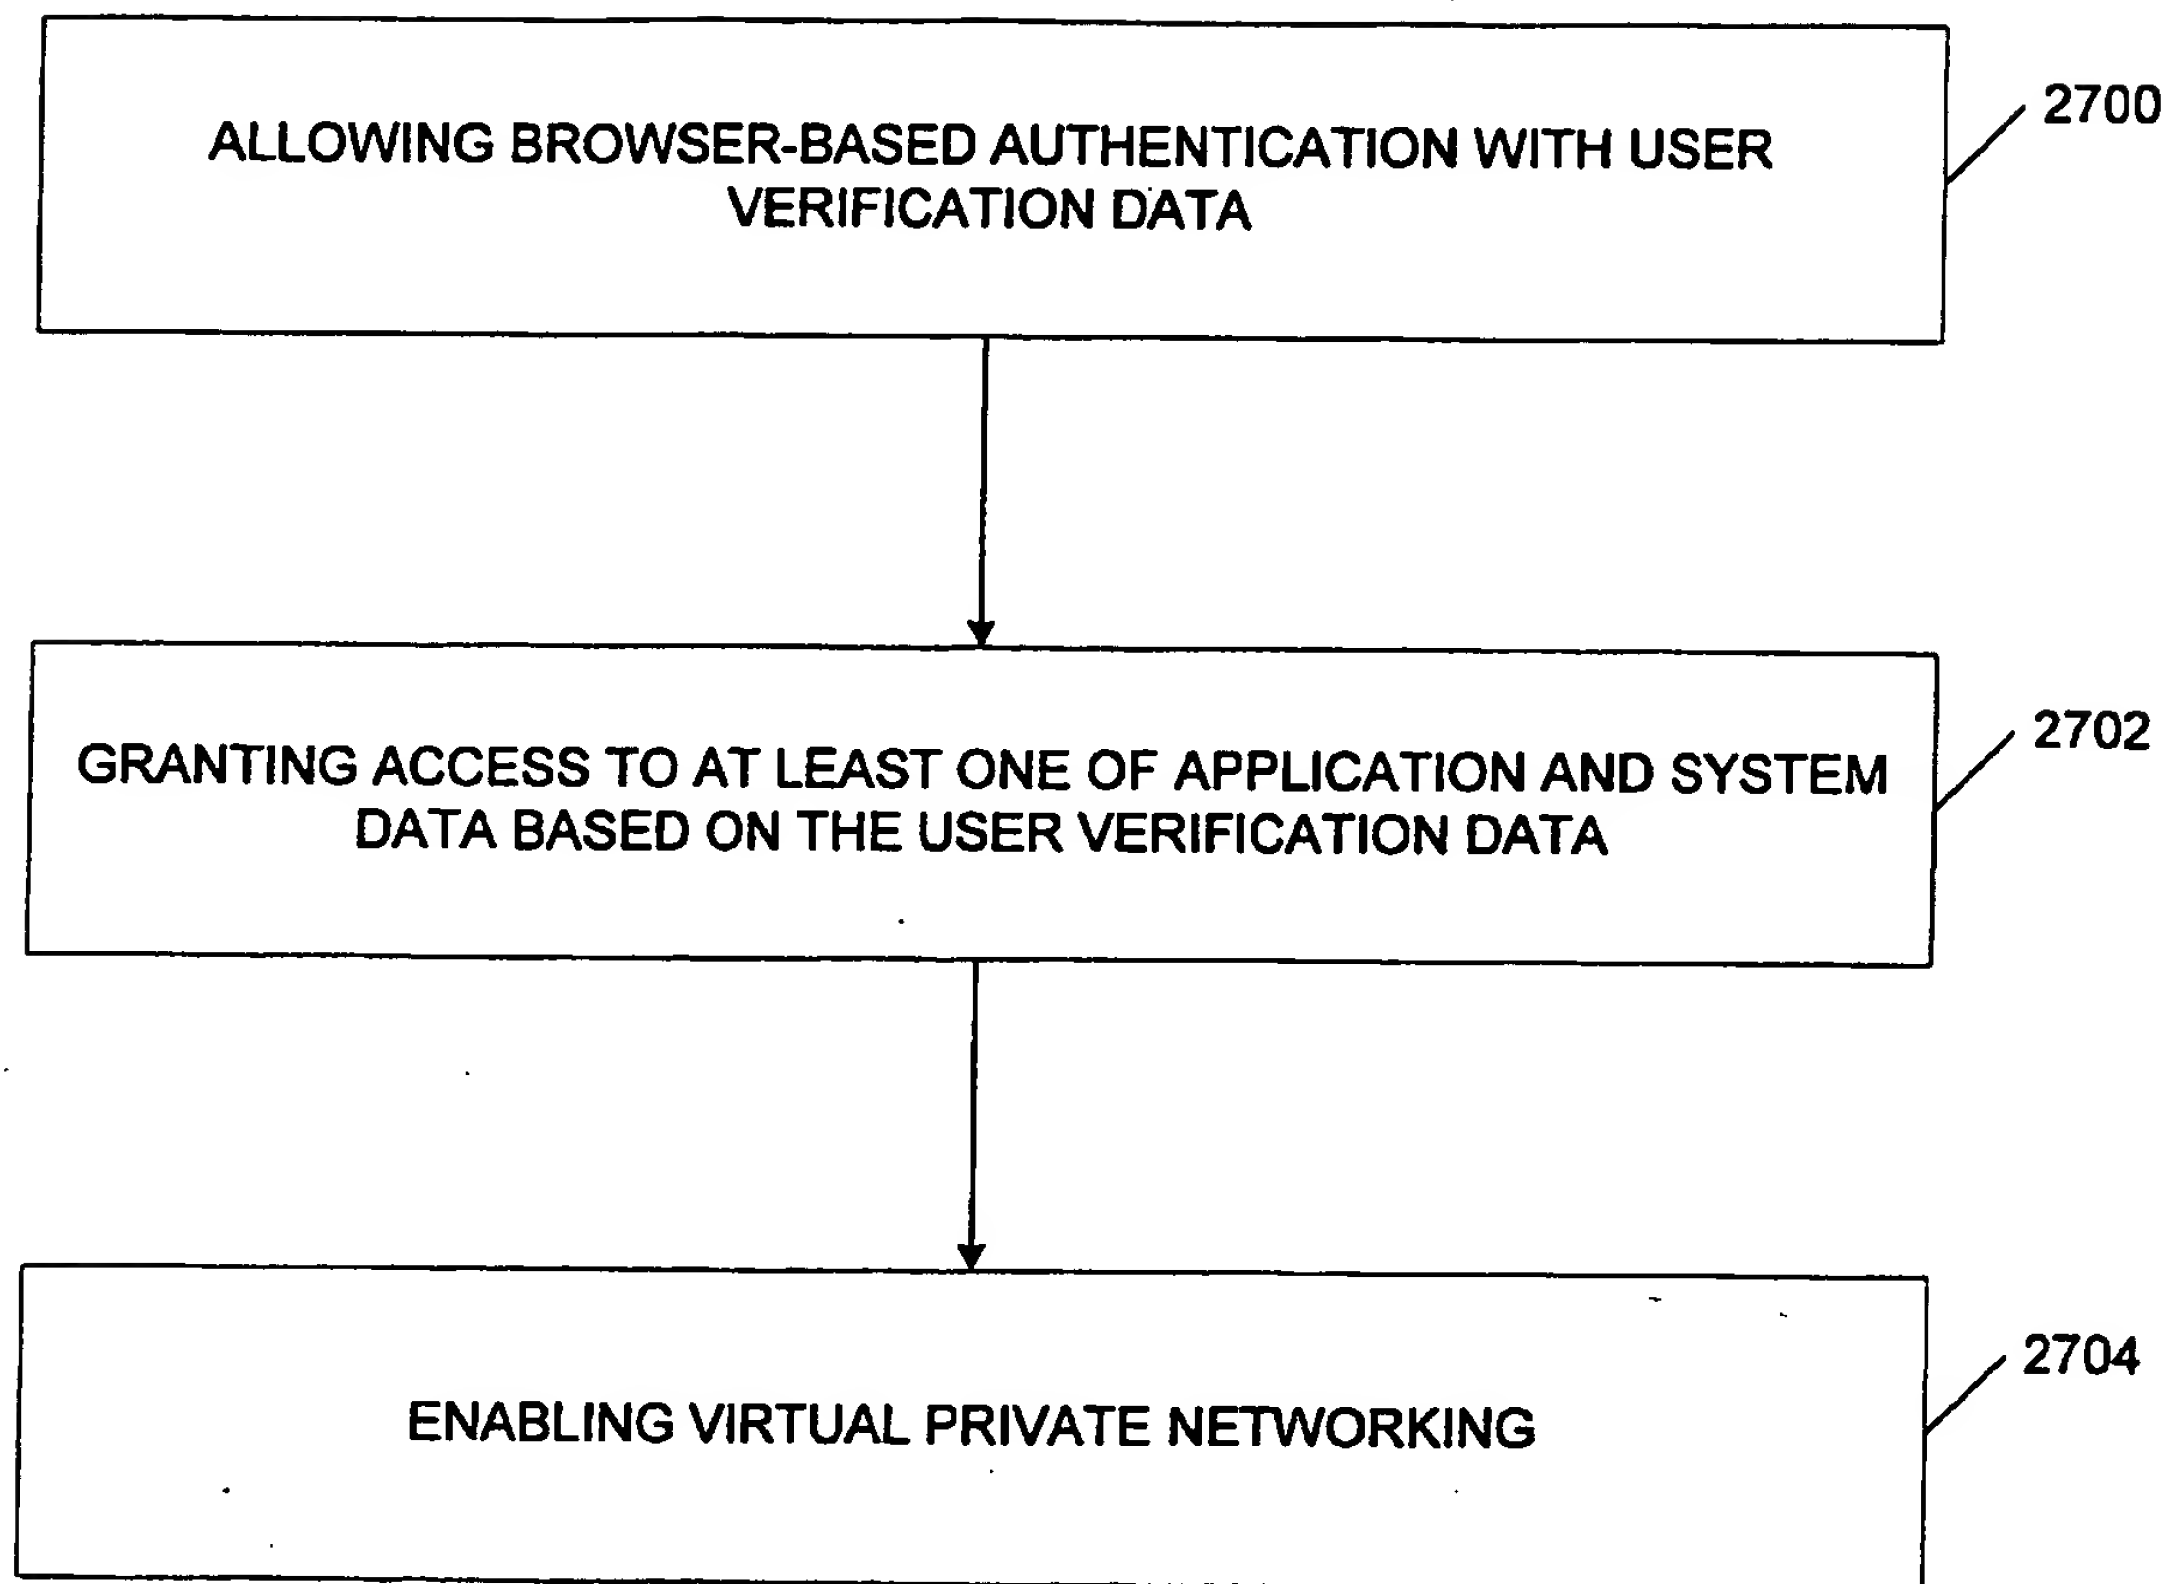 ALLOWING BROWSER-BASED AUTHENTICATION WITH USER
VERIFICATION DATA
2700
GRANTING ACCESS TO AT LEAST ONE OF APPLICATION AND SYSTEM
DATA BASED ON THE USER VERIFICATION DATA
2702
ENABLING VIRTUAL PRIVATE NETWORKING
2704